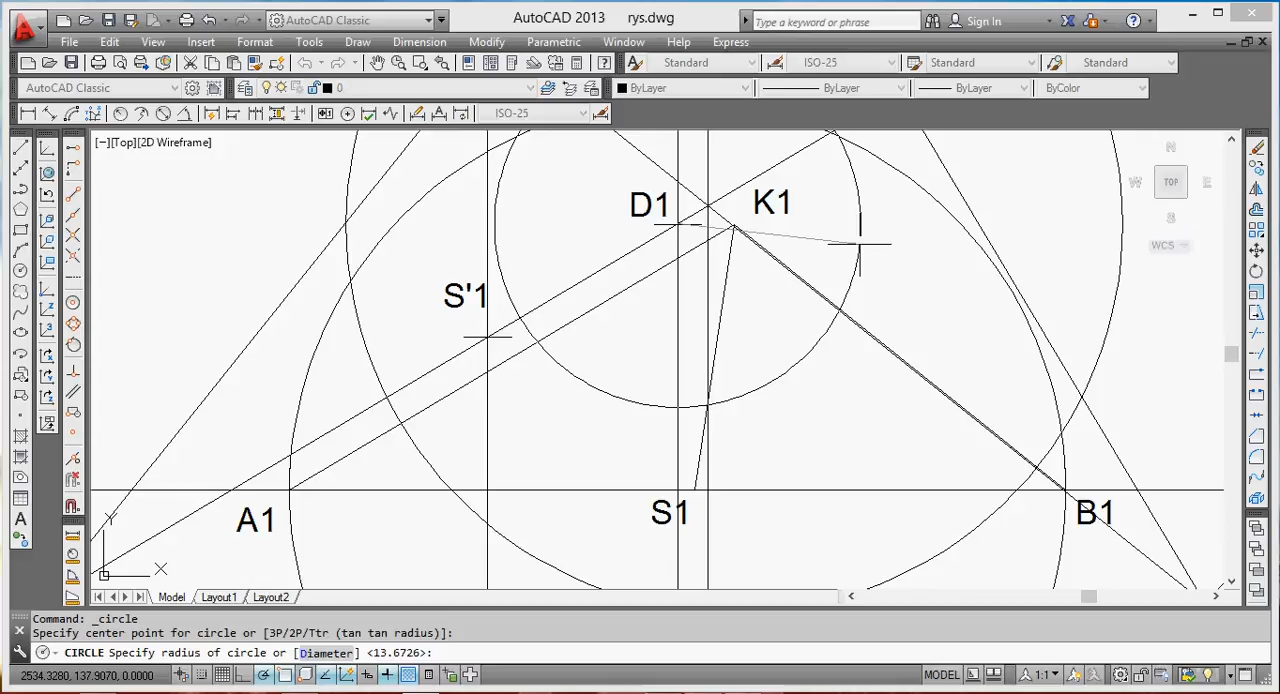 AutoCAD 2013 rys.dwg
AutoCAD Classic
Type a keyword or phrase
Sign In
File Edit View Insert Format Tools Draw Dimension Modify Parametric Window Help Express
Standard ISO-25 Standard Standard
AutoCAD Classic 0 ByLayer ByLayer ByLayer ByColor
ISO-25
[−][Top][2D Wireframe]
N
W TOP E
S
WCS
D1 K1
S'1
A1 S1 B1
Y
X
Model Layout1 Layout2
Command: _circle
Specify center point for circle or [3P/2P/Ttr (tan tan radius)]:
CIRCLE Specify radius of circle or [Diameter] <13.6726>:
2534.3280, 137.9070, 0.0000 MODEL 1:1